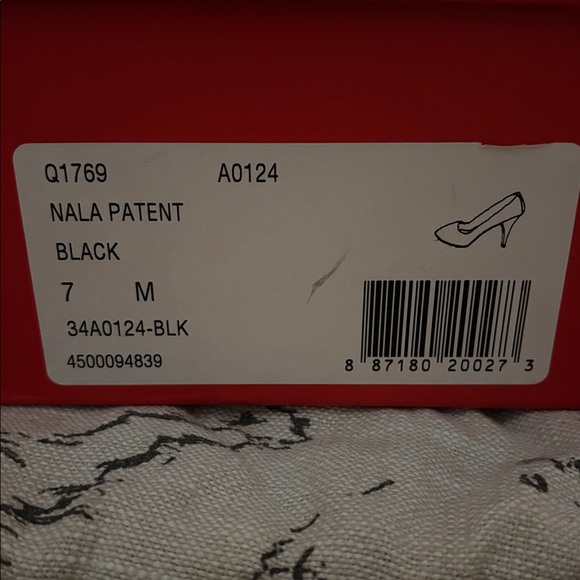 Q1769 A0124
NALA PATENT
BLACK
7 M
34A0124-BLK
4500094839
8 87180 20027 3